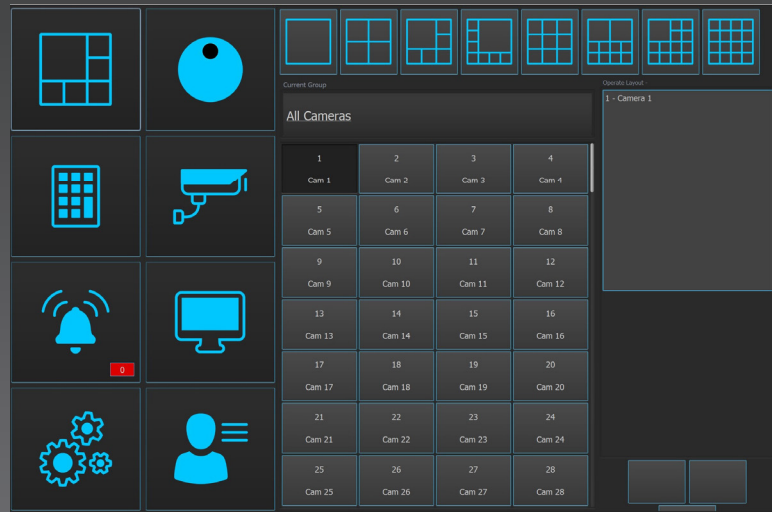 Current Group
Operate Layout -
All Cameras
1 - Camera 1
1 2 3 4
Cam 1 Cam 2 Cam 3 Cam 4
5 6 7 8
Cam 5 Cam 6 Cam 7 Cam 8
9 10 11 12
Cam 9 Cam 10 Cam 11 Cam 12
13 14 15 16
Cam 13 Cam 14 Cam 15 Cam 16
0
17 18 19 20
Cam 17 Cam 18 Cam 19 Cam 20
21 22 23 24
Cam 21 Cam 22 Cam 23 Cam 24
25 26 27 28
Cam 25 Cam 26 Cam 27 Cam 28